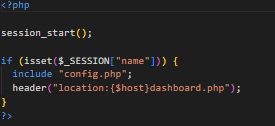 <?php
session_start();
if (isset($_SESSION["name"])) {
  include "config.php";
  header("location:{$host}dashboard.php");
}
?>